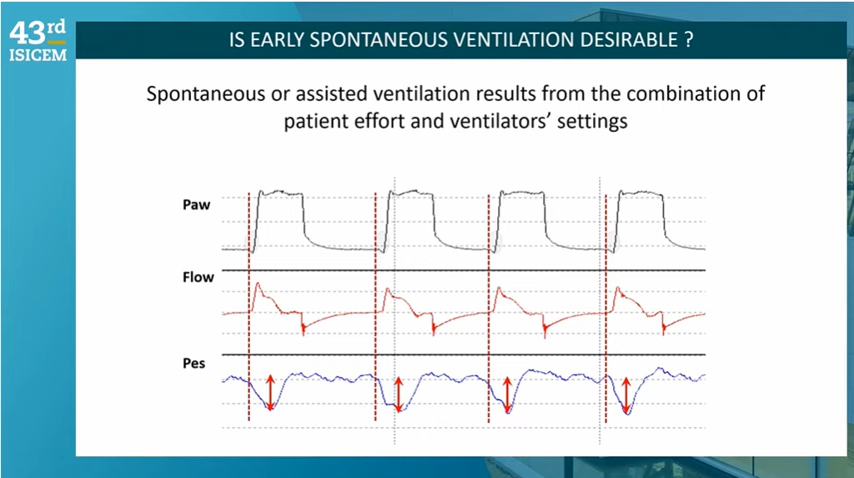 43rd
ISICEM
IS EARLY SPONTANEOUS VENTILATION DESIRABLE ?
Spontaneous or assisted ventilation results from the combination of
patient effort and ventilators’ settings
Paw
Flow
Pes